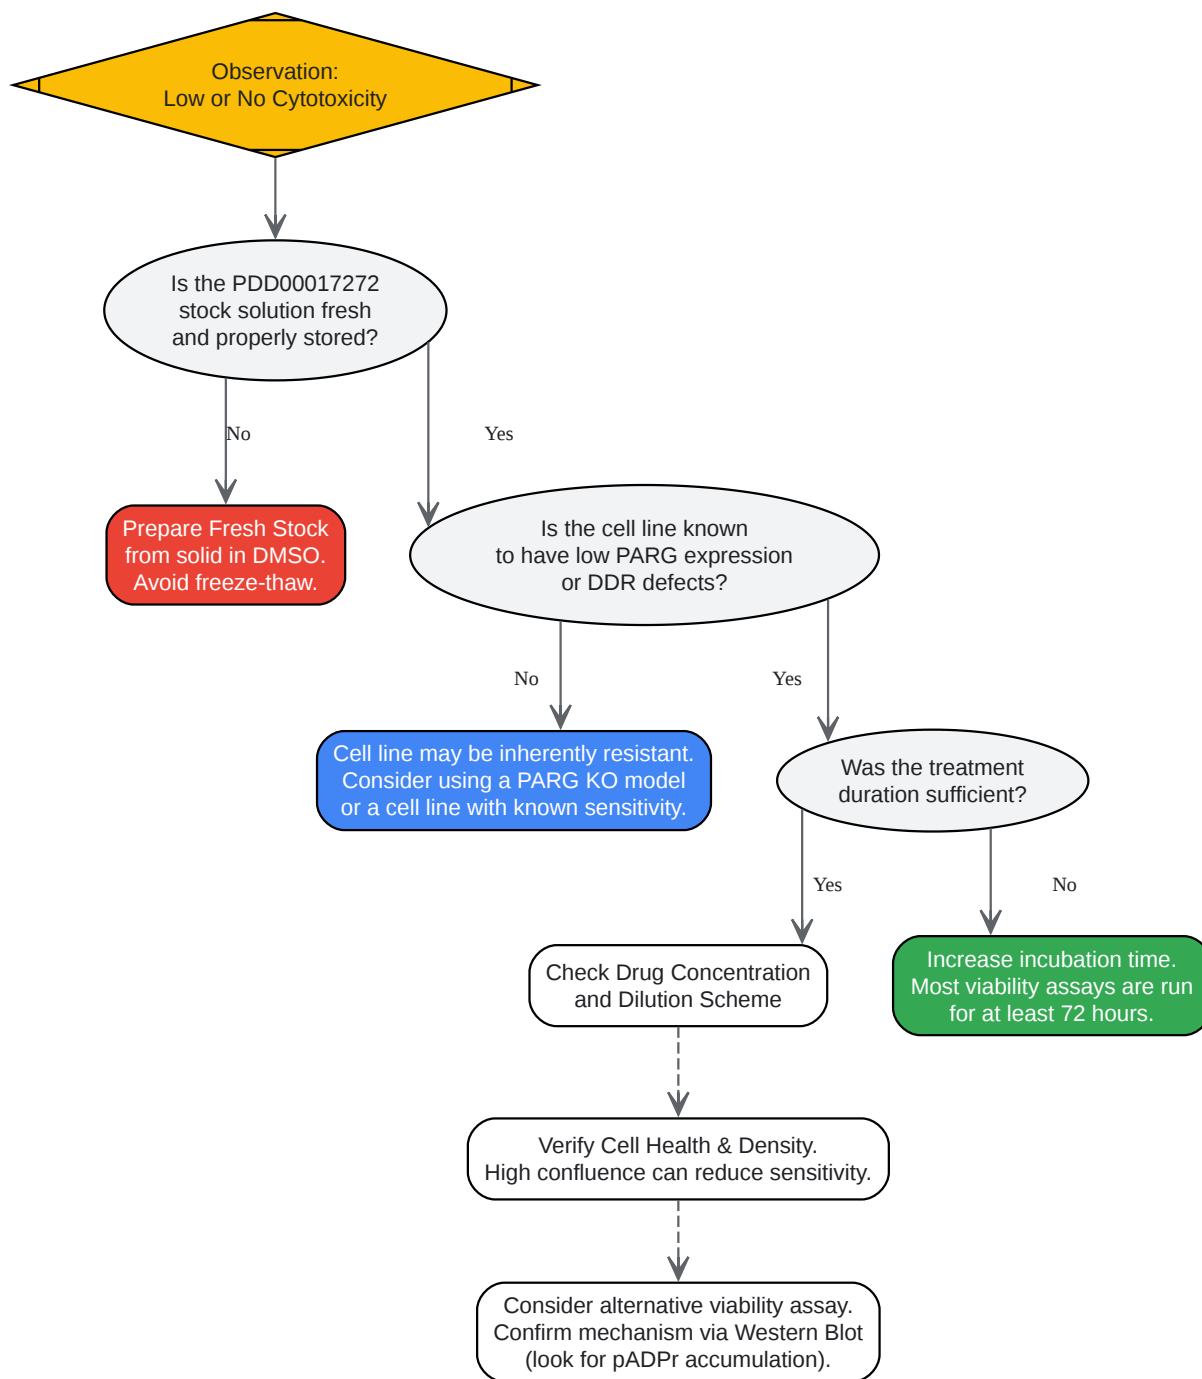 Observation:
Low or No Cytotoxicity
Is the PDD00017272
stock solution fresh
and properly stored?
No
Yes
Prepare Fresh Stock
from solid in DMSO.
Avoid freeze-thaw.
Is the cell line known
to have low PARG expression
or DDR defects?
No
Yes
Cell line may be inherently resistant.
Consider using a PARG KO model
or a cell line with known sensitivity.
Was the treatment
duration sufficient?
Yes
No
Check Drug Concentration
and Dilution Scheme
Increase incubation time.
Most viability assays are run
for at least 72 hours.
Verify Cell Health & Density.
High confluence can reduce sensitivity.
Consider alternative viability assay.
Confirm mechanism via Western Blot
(look for pADPr accumulation).